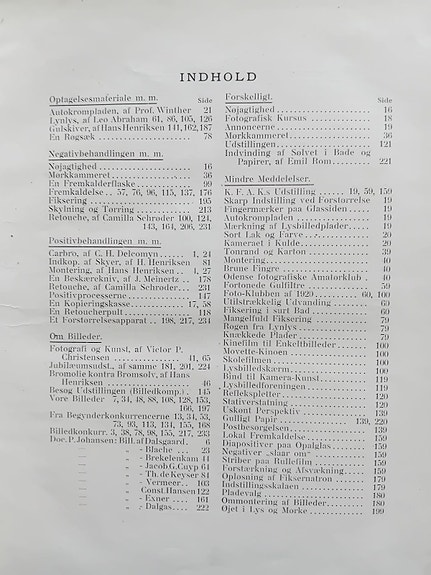 INDHOLD
Optagelsesmateriale m. m. Side
Autokrompladen, af Prof. Winther 21
Lynlys, af Leo Abraham 61, 86, 105, 126
Gulskiver, af Hans Henriksen 141, 162, 187
En Rogsæk 78
Negativbehandlingen m. m.
Nøjagtighed 16
Mørkkammeret 36
En Fremkalderflaske 99
Fremkaldelse 57, 76, 96, 115, 137, 176
Fiksering 195
Skylning og Tørring 213
Retouche, af Camilla Schrøder 100, 121,
143, 164, 206, 231
Positivbehandlingen m. m.
Carbro, af C. H. Delcomyn 1, 24
Indkop. af Skyer, af H. Henriksen 81
Montering, af Hans Henriksen 4, 27
En Beskærekniv, af J. Meinertz 178
Retouche, af Camilla Schrøder 231
Positivprocesserne 147
En Kopieringskasse 17, 58
En Retoucherpult 118
Et Forstørrelsesapparat 198, 217, 234
Om Billeder.
Fotografi og Kunst, af Victor P.
Christensen 41, 65
Jubilæumsudst., af samme 181, 201, 224
Bromolie kontra Bromsolv, af Hans
Henriksen 46
Besøg Udstillingen (Billedkomp.) 145
Vore Billeder 7, 34, 48, 88, 108, 128, 153,
166, 197
Fra Begynderkonkurrencerne 13, 34, 53,
73, 93, 113, 134, 155, 168
Billedkonkurr. 3, 38, 78, 98, 155, 217, 233
Doc. P. Johansen: Bill. af Dalsgaard 6
— „ - Blache 23
— „ - Brekelenkam 41
— „ - Jacob G. Cuyp 61
— „ - Th. de Keyser 81
— „ - Vermeer 103
— „ Const. Hansen 122
— „ - Exner 161
— „ - Dalgas 222
Forskelligt. Side
Nøjagtighed 16
Fotografisk Kursus 18
Annoncerne 19
Mørkkammeret 36
Udstillingen 121
Indvinding af Sølvet i Bade og
Papirer, af Emil Bom 221
Mindre Meddelelser.
K. F. A. K.s Udstilling 19, 59, 159
Skarp Indstilling ved Forstørrelse 19
Fingermærker paa Glassiden 19
Autokrompladen 19
Mærkning af Lysbilledplader 19
Sort Lak og Farve 20
Kameraet i Kulde 20
Tonrand og Karton 39
Montering 40
Brune Fingre 40
Odense fotografiske Amatørklub 40
Fortonede Gulfiltre 59
Foto-Klubben af 1920 60, 100
Utilstrækkelig Udvanding 60
Fiksering i surt Bad 60
Mangelfuld Fiksering 79
Røgen fra Lynlys 79
Knækkede Plader 79
Kinefilm til Enkeltbilleder 100
Movette-Kinoen 100
Skolefilmen 100
Lysbilledskærm 100
Bind til Kamera-Kunst 119
Lysbilledforeningen 119
Refleksplettet 120
Stativerstatning 120
Uskønt Perspektiv 139
Gulligt Papir 139, 220
Postbesørgelsen 139
Lokal Fremkaldelse 159
Diapositiver paa Opalglas 159
Negativer „slaar om“ 159
Striber paa Rullefilm 159
Forstærkning og Afsvækning 159
Opløsning af Fiksernatron 179
Indstillingsskalaen 179
Pladevalg 180
Ommontering af Billeder 180
Øjet i Lys og Mørke 199